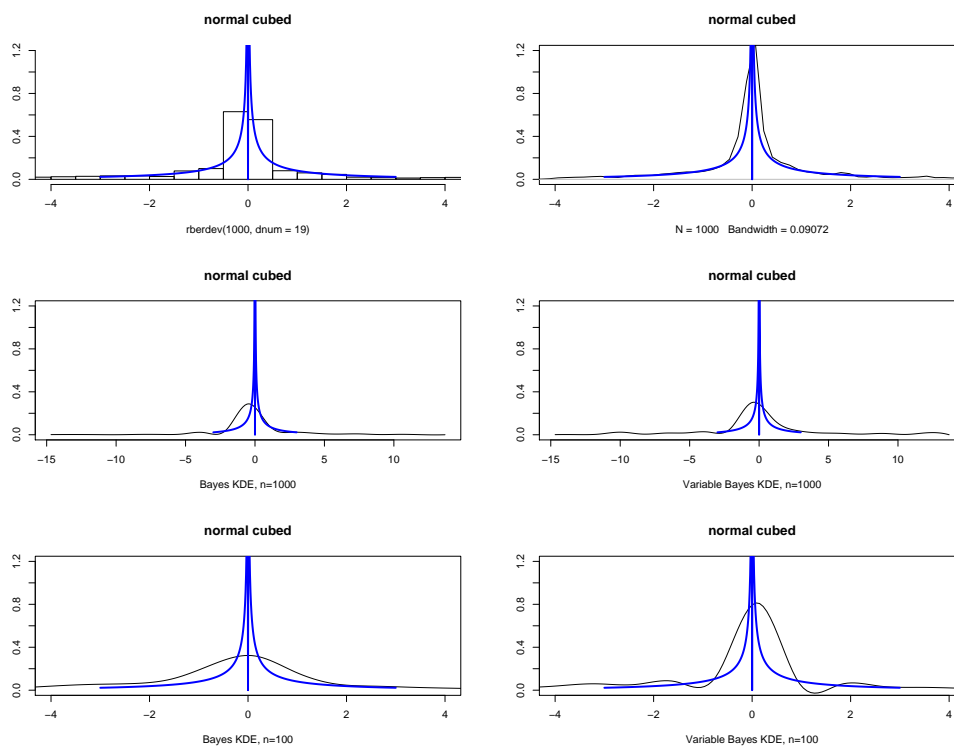 normal cubed
0.0 0.4 0.8 1.2
−4 −2 0 2 4
rberdev(1000, dnum = 19)
normal cubed
0.0 0.4 0.8 1.2
−4 −2 0 2 4
N = 1000 Bandwidth = 0.09072
normal cubed
0.0 0.4 0.8 1.2
−15 −10 −5 0 5 10
Bayes KDE, n=1000
normal cubed
0.0 0.4 0.8 1.2
−15 −10 −5 0 5 10
Variable Bayes KDE, n=1000
normal cubed
0.0 0.4 0.8 1.2
−4 −2 0 2 4
Bayes KDE, n=100
normal cubed
0.0 0.4 0.8 1.2
−4 −2 0 2 4
Variable Bayes KDE, n=100